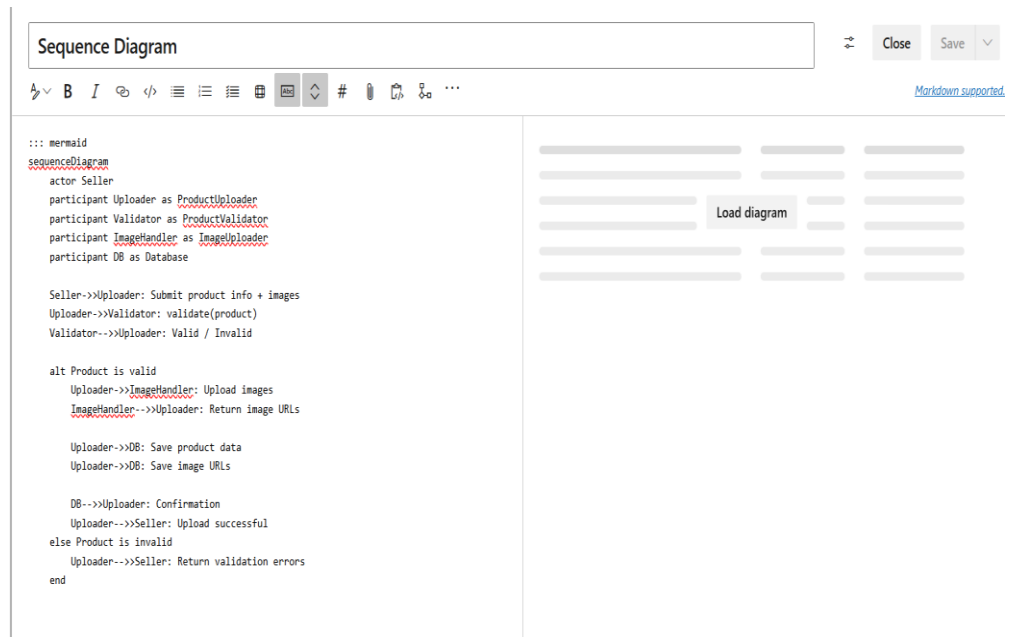 Sequence Diagram
Close
Save
B
I
</>
Abc
#
...
Markdown supported.
::: mermaid
sequenceDiagram
actor Seller
participant Uploader as ProductUploader
participant Validator as ProductValidator
participant ImageHandler as ImageUploader
participant DB as Database
Seller->>Uploader: Submit product info + images
Uploader->>Validator: validate(product)
Validator-->>Uploader: Valid / Invalid
alt Product is valid
Uploader->>ImageHandler: Upload images
ImageHandler-->>Uploader: Return image URLs
Uploader->>DB: Save product data
Uploader->>DB: Save image URLs
DB-->>Uploader: Confirmation
Uploader-->>Seller: Upload successful
else Product is invalid
Uploader-->>Seller: Return validation errors
end
Load diagram